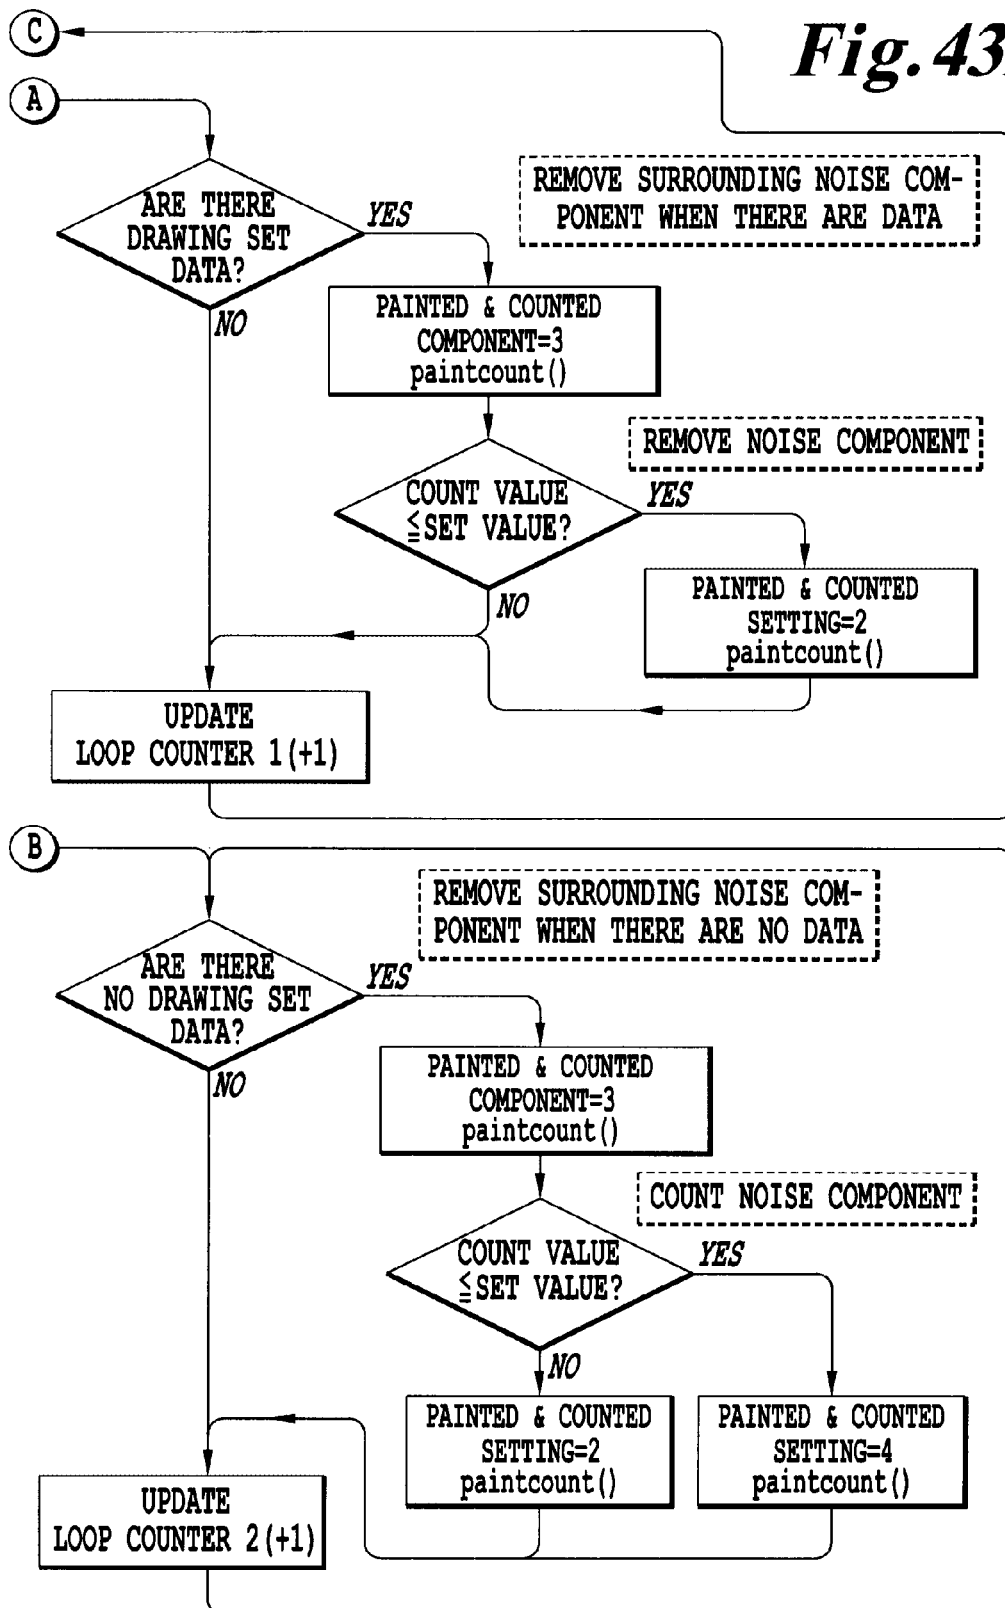 C
Fig. 43
A
REMOVE SURROUNDING NOISE COM-
PONENT WHEN THERE ARE DATA
ARE THERE
DRAWING SET
DATA?
YES
NO
PAINTED & COUNTED
COMPONENT=3
paintcount()
REMOVE NOISE COMPONENT
COUNT VALUE
≦SET VALUE?
YES
NO
PAINTED & COUNTED
SETTING=2
paintcount()
UPDATE
LOOP COUNTER 1(+1)
B
REMOVE SURROUNDING NOISE COM-
PONENT WHEN THERE ARE NO DATA
ARE THERE
NO DRAWING SET
DATA?
YES
NO
PAINTED & COUNTED
COMPONENT=3
paintcount()
COUNT NOISE COMPONENT
COUNT VALUE
≦SET VALUE?
YES
NO
PAINTED & COUNTED
SETTING=2
paintcount()
PAINTED & COUNTED
SETTING=4
paintcount()
UPDATE
LOOP COUNTER 2(+1)